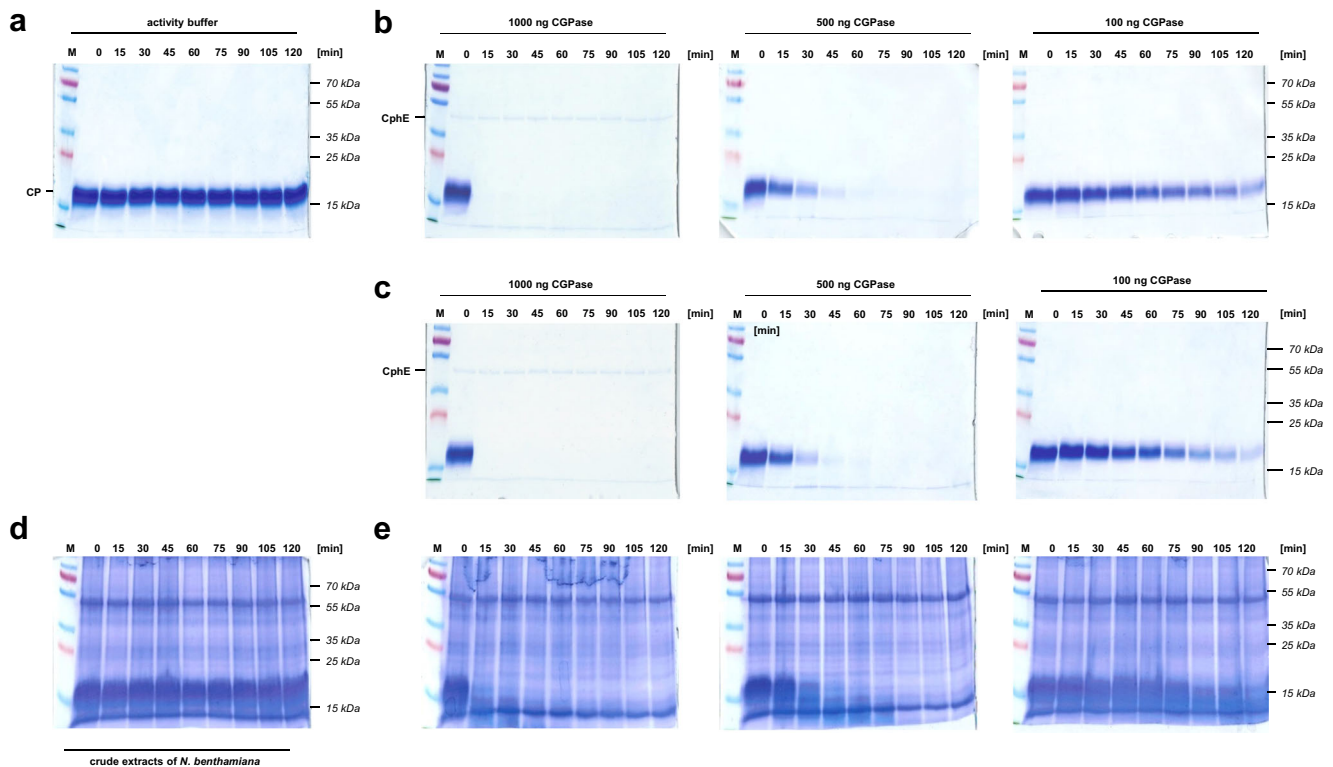 a
activity buffer
M 0 15 30 45 60 75 90 105 120 [min]
70 kDa
55 kDa
35 kDa
25 kDa
CP
15 kDa
b
1000 ng CGPase
500 ng CGPase
100 ng CGPase
M 0 15 30 45 60 75 90 105 120 [min]
M 0 15 30 45 60 75 90 105 120 [min]
M 0 15 30 45 60 75 90 105 120 [min]
70 kDa
55 kDa
CphE
35 kDa
25 kDa
15 kDa
c
1000 ng CGPase
500 ng CGPase
100 ng CGPase
M 0 15 30 45 60 75 90 105 120 [min]
M 0 15 30 45 60 75 90 105 120 [min]
M 0 15 30 45 60 75 90 105 120 [min]
[min]
70 kDa
CphE
55 kDa
35 kDa
25 kDa
15 kDa
d
M 0 15 30 45 60 75 90 105 120 [min]
70 kDa
55 kDa
35 kDa
25 kDa
15 kDa
crude extracts of N. benthamiana
e
M 0 15 30 45 60 75 90 105 120 [min]
M 0 15 30 45 60 75 90 105 120 [min]
M 0 15 30 45 60 75 90 105 120 [min]
70 kDa
55 kDa
35 kDa
25 kDa
15 kDa